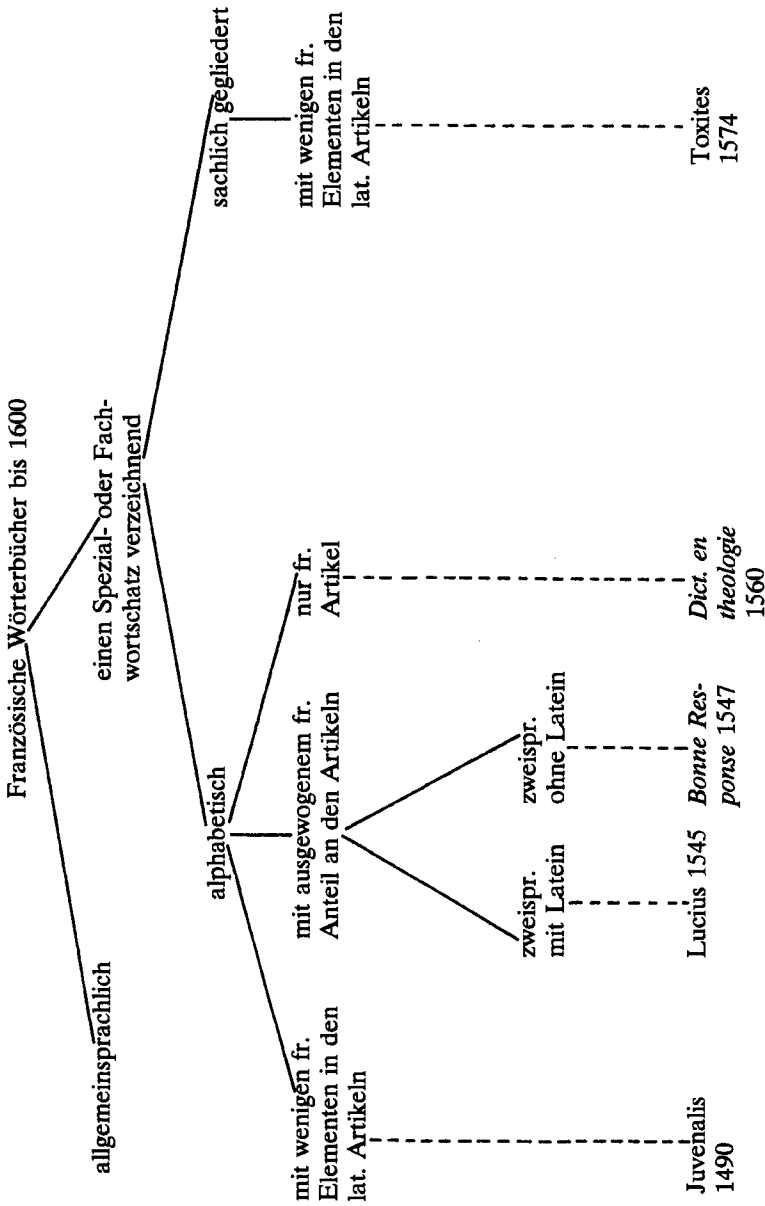 Französische Wörterbücher bis 1600
allgemeinsprachlich
einen Spezial- oder Fach-
wortschatz verzeichnend
alphabetisch
sachlich gegliedert
mit wenigen fr.
Elementen in den
lat. Artikeln
mit ausgewogenem fr.
Anteil an den Artikeln
nur fr.
Artikel
mit wenigen fr.
Elementen in den
lat. Artikeln
zweispr.
mit Latein
zweispr.
ohne Latein
Juvenalis
1490
Lucius 1545
Bonne Res-
ponse 1547
Dict. en
theologie
1560
Toxites
1574